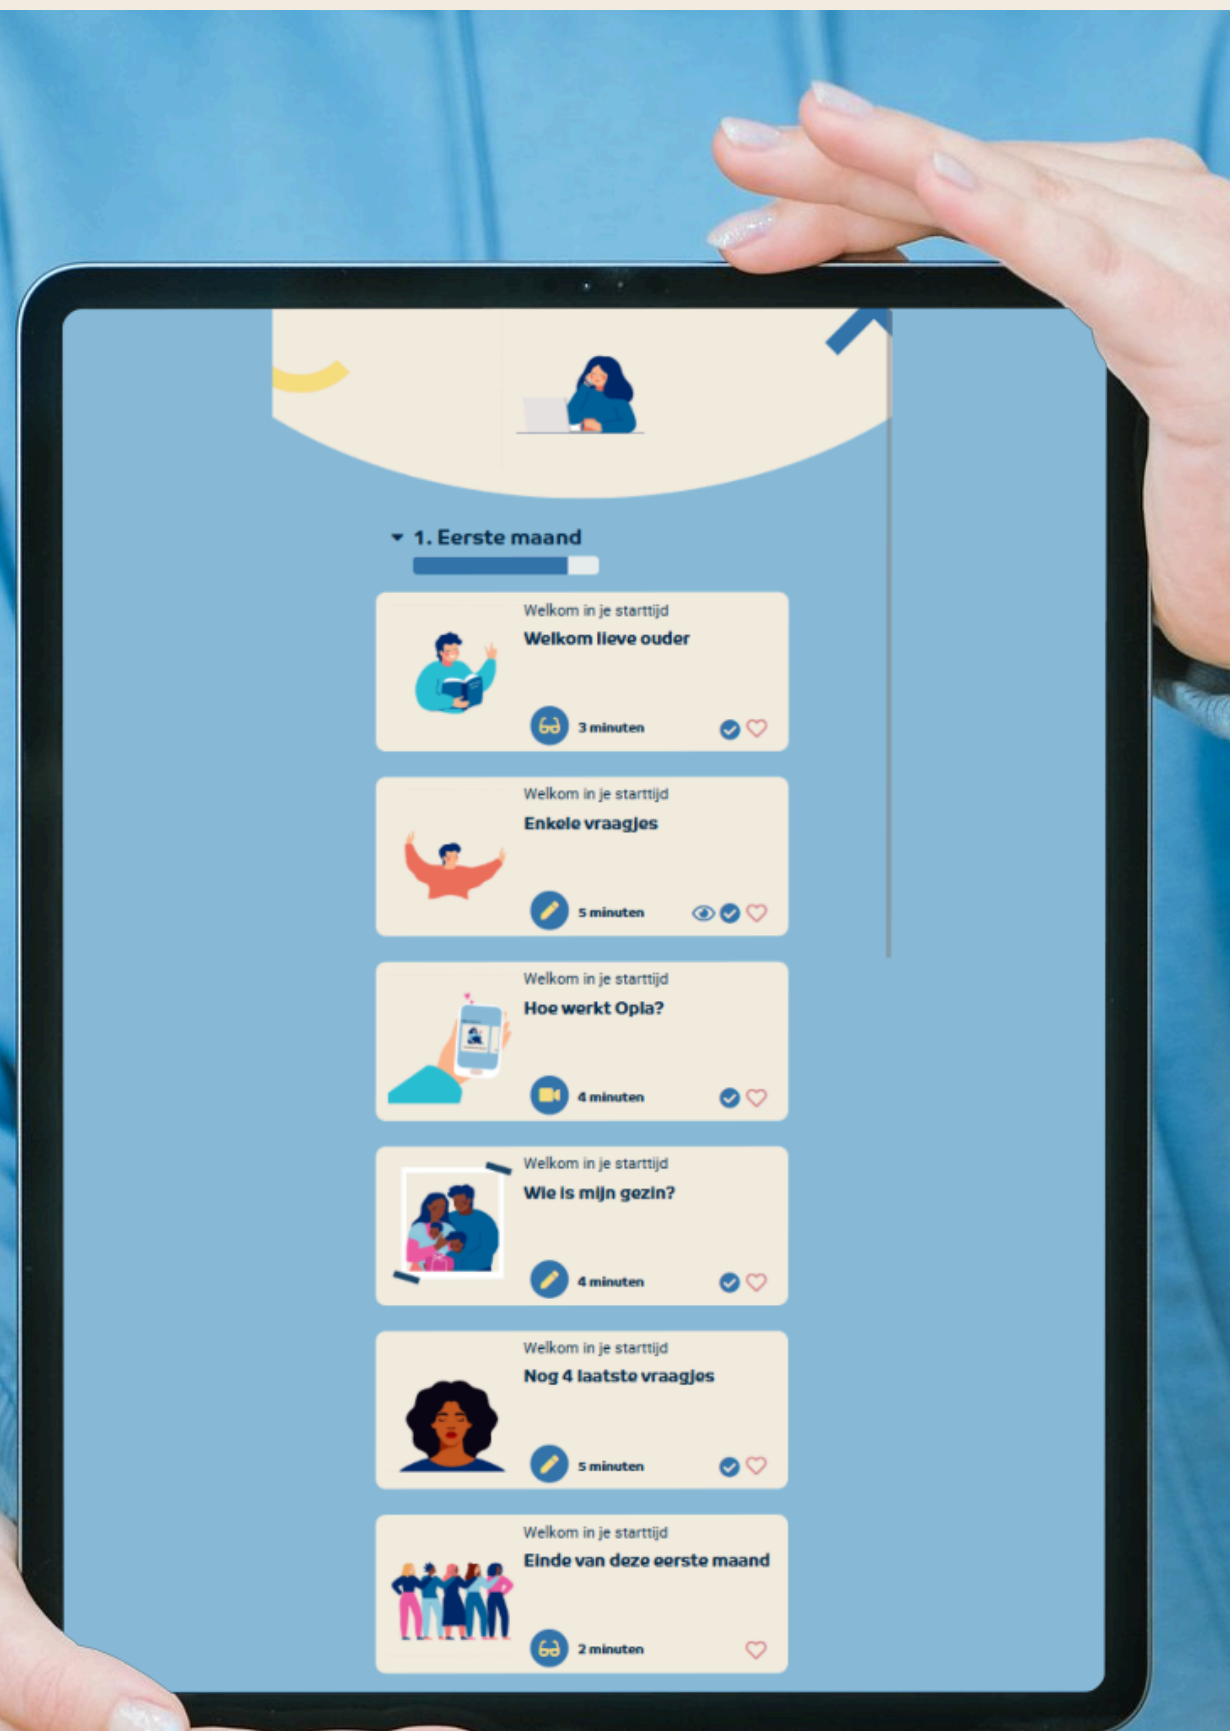 1. Eerste maand
Welkom in je starttijd
Welkom lieve ouder
3 minuten
Welkom in je starttijd
Enkele vraagjes
5 minuten
Welkom in je starttijd
Hoe werkt Opla?
4 minuten
Welkom in je starttijd
Wie is mijn gezin?
4 minuten
Welkom in je starttijd
Nog 4 laatste vraagjes
5 minuten
Welkom in je starttijd
Einde van deze eerste maand
2 minuten